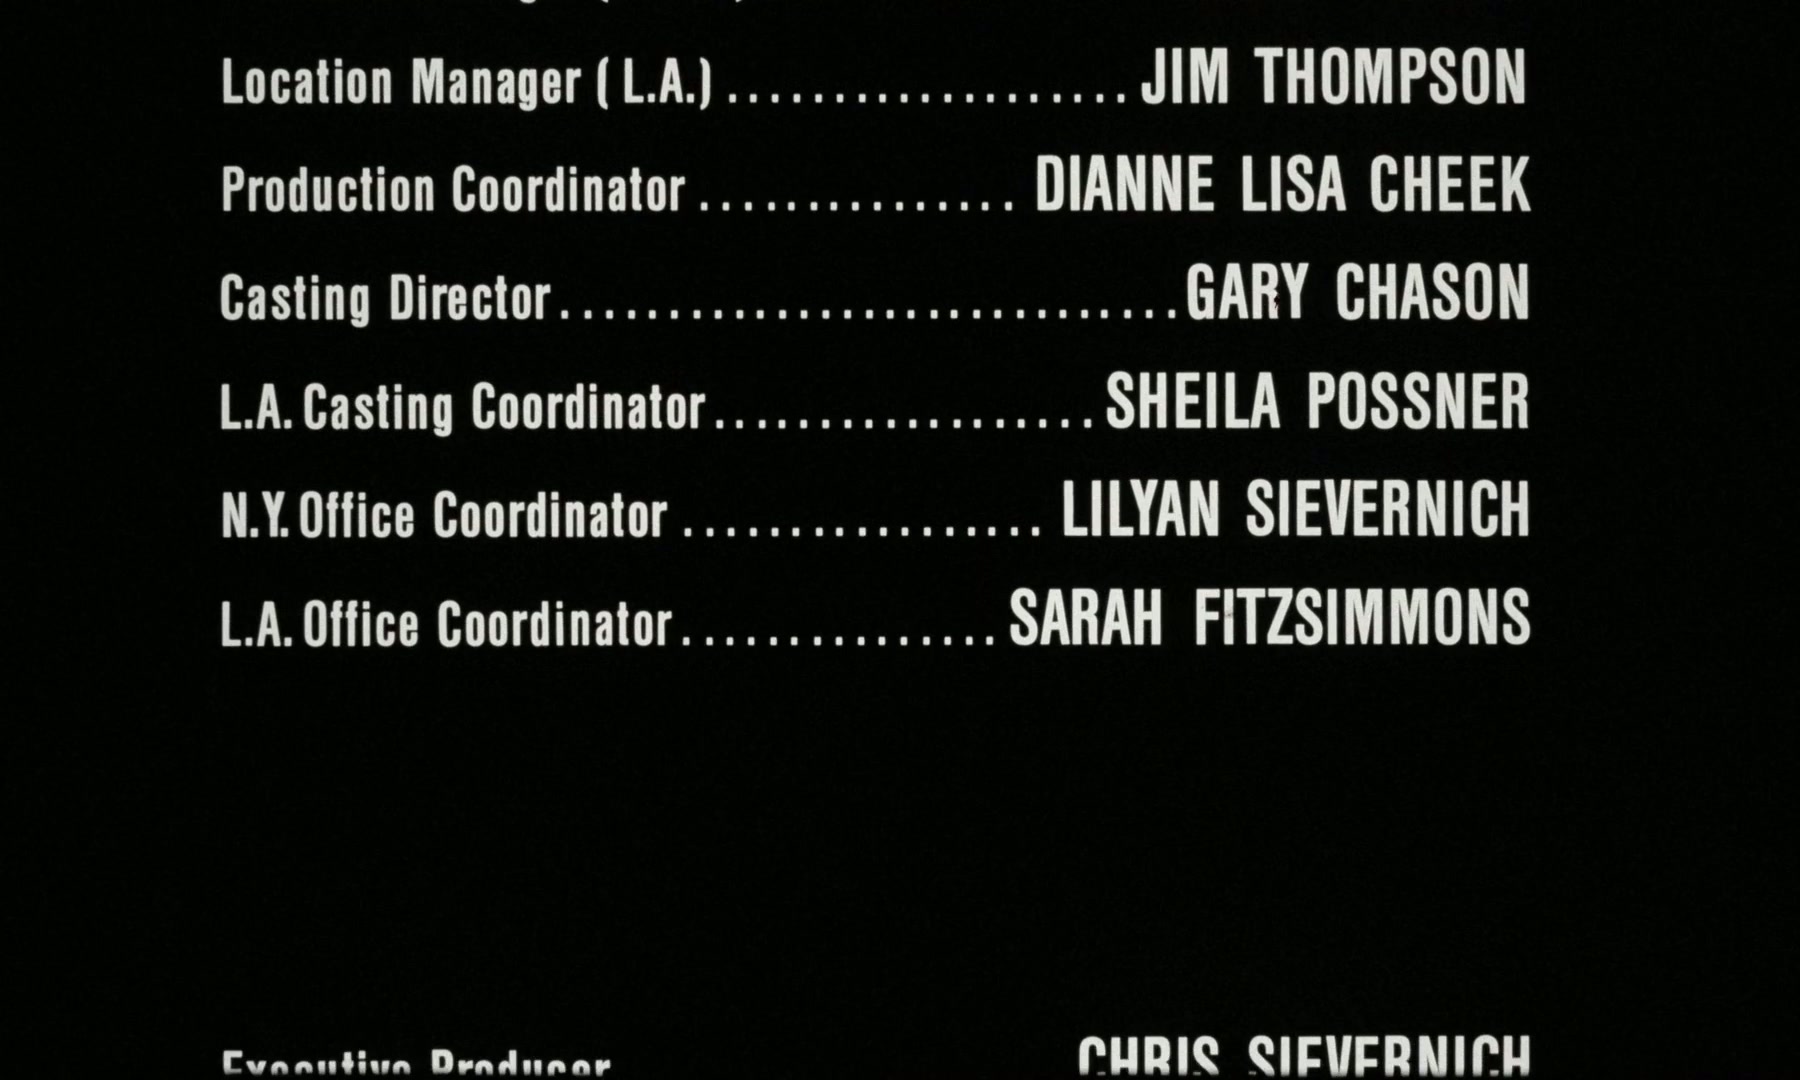 Location Manager ( L.A.) ................... JIM THOMPSON
Production Coordinator ............... DIANNE LISA CHEEK
Casting Director ............................. GARY CHASON
L.A. Casting Coordinator .................. SHEILA POSSNER
N.Y. Office Coordinator ................. LILYAN SIEVERNICH
L.A. Office Coordinator ............... SARAH FITZSIMMONS
Executive Producer CHRIS SIEVERNICH